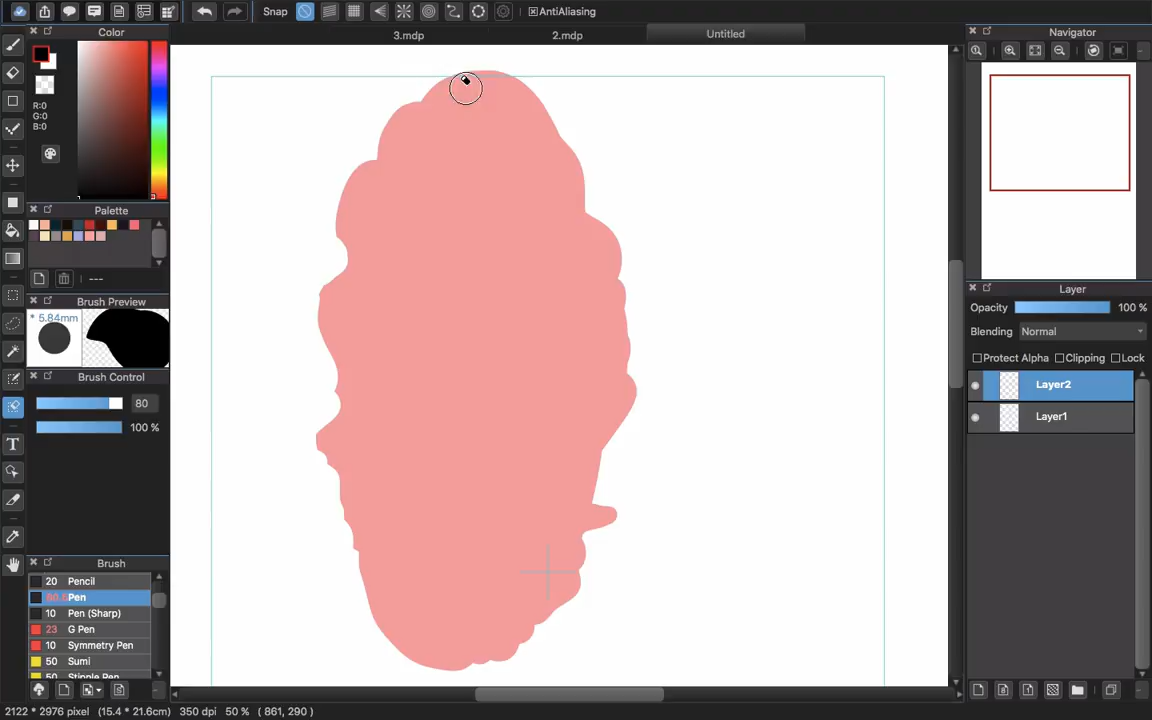 Snap AntiAliasing
3.mdp 2.mdp Untitled
Color
R:0
G:0
B:0
Palette
---
Brush Preview
* 5.84mm
Brush Control
80
100 %
T
Brush
20 Pencil
Pen
10 Pen (Sharp)
23 G Pen
10 Symmetry Pen
50 Sumi
50 Stipple Pen
Navigator
Layer
Opacity 100 %
Blending Normal
Protect Alpha Clipping Lock
Layer2
Layer1
2122 * 2976 pixel (15.4 * 21.6cm) 350 dpi 50 % ( 861, 290 )